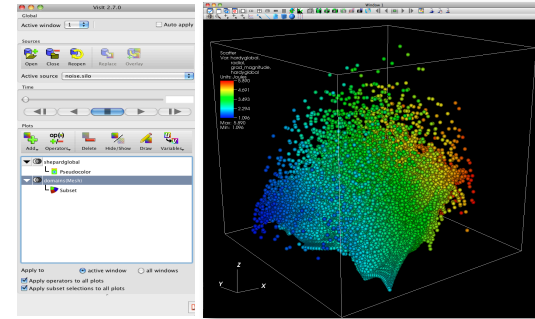 VisIt 2.7.0
Global
Active window 1
Auto apply
Sources
Open Close Reopen Replace Overlay
Active source noise.silo
Time
Plots
Add Operators Delete Hide/Show Draw Variables
shepardglobal
Pseudocolor
Subset
Apply to active window all windows
Apply operators to all plots
Apply subset selections to all plots
Window 1
Scatter
Var: hardyglobal,
radial,
grad_magnitude,
hardyglobal
Units: Joules
5.890
4.691
3.493
2.294
1.096
Max: 5.890
Min: 1.096
Z
Y
X